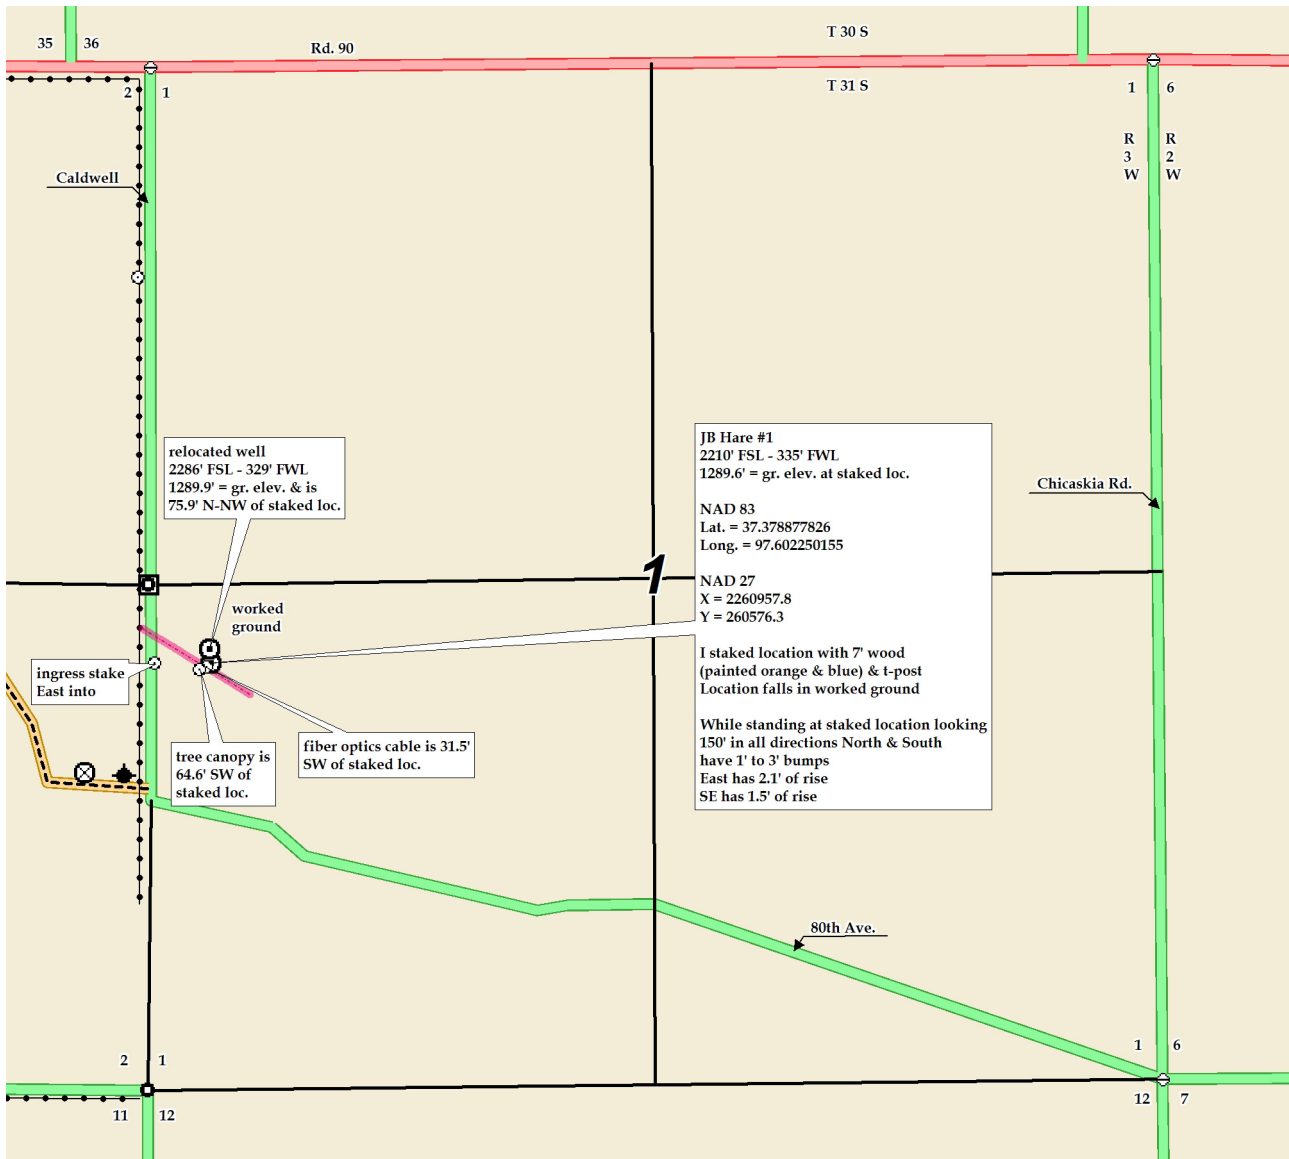 T 30 S
35 36
Rd. 90
T 31 S
2 1
1 6
R R
3 2
W W
Caldwell
relocated well
2286' FSL - 329' FWL
1289.9' = gr. elev. & is
75.9' N-NW of staked loc.
JB Hare #1
2210' FSL - 335' FWL
1289.6' = gr. elev. at staked loc.
NAD 83
Lat. = 37.378877826
Long. = 97.602250155
NAD 27
X = 2260957.8
Y = 260576.3
I staked location with 7' wood
(painted orange & blue) & t-post
Location falls in worked ground
While standing at staked location looking
150' in all directions North & South
have 1' to 3' bumps
East has 2.1' of rise
SE has 1.5' of rise
Chicaskia Rd.
1
worked
ground
ingress stake
East into
tree canopy is
64.6' SW of
staked loc.
fiber optics cable is 31.5'
SW of staked loc.
80th Ave.
2 1
1 6
11 12
12 7